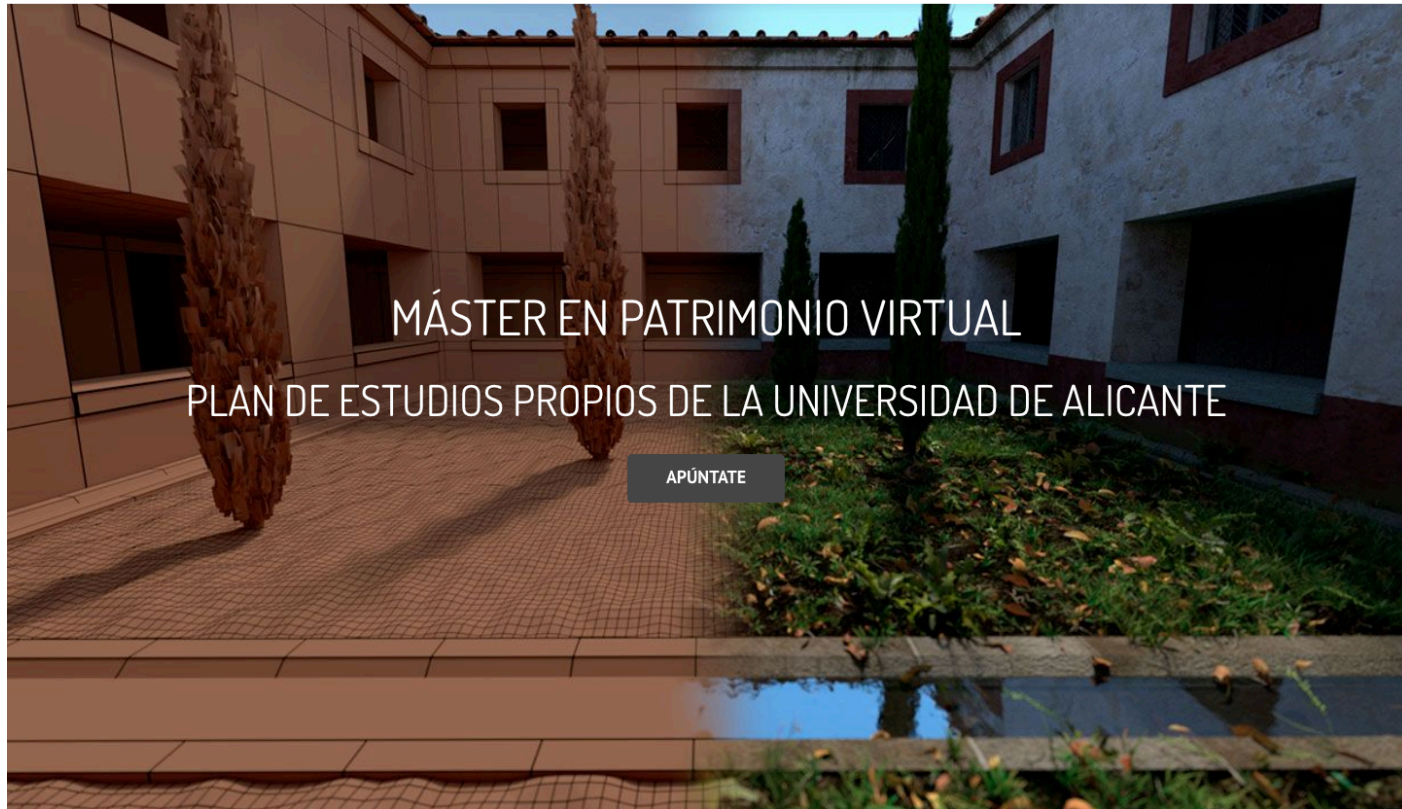 MÁSTER EN PATRIMONIO VIRTUAL
PLAN DE ESTUDIOS PROPIOS DE LA UNIVERSIDAD DE ALICANTE
APÚNTATE